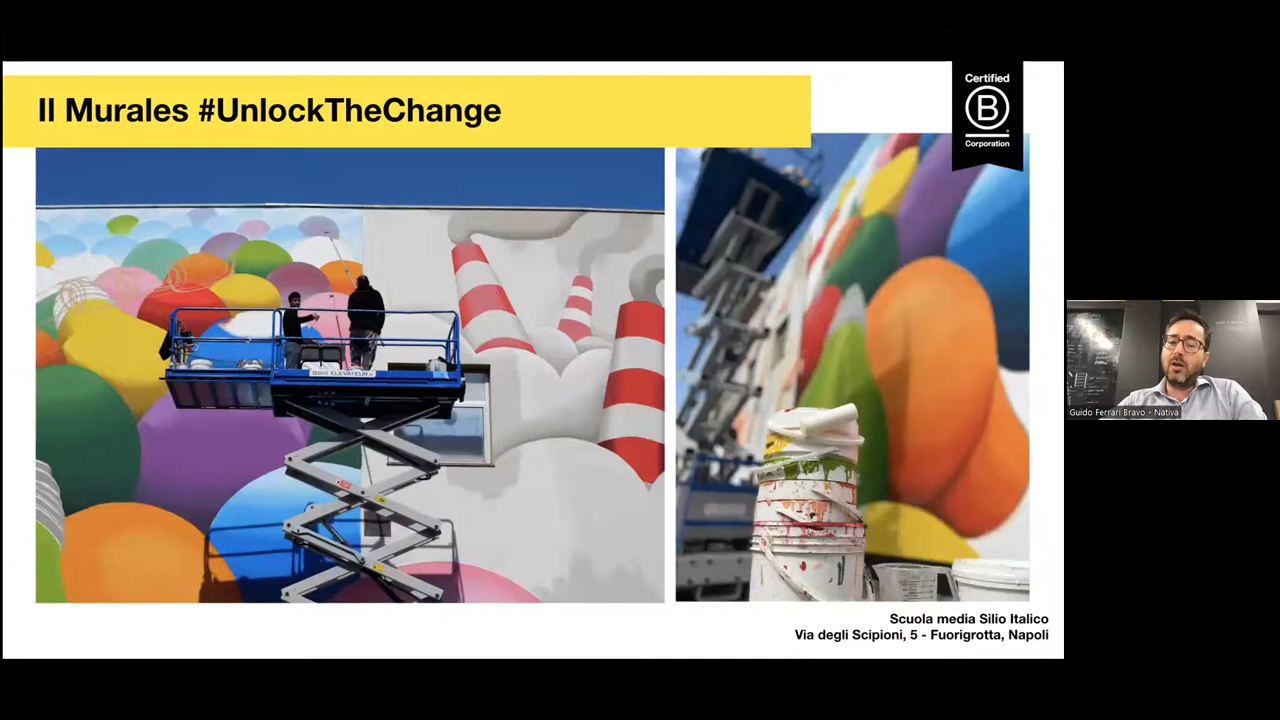 Il Murales #UnlockTheChange
Certified
B
Corporation
Scuola media Silio Italico
Via degli Scipioni, 5 - Fuorigrotta, Napoli
Guido Ferrari Bravo - Nativa